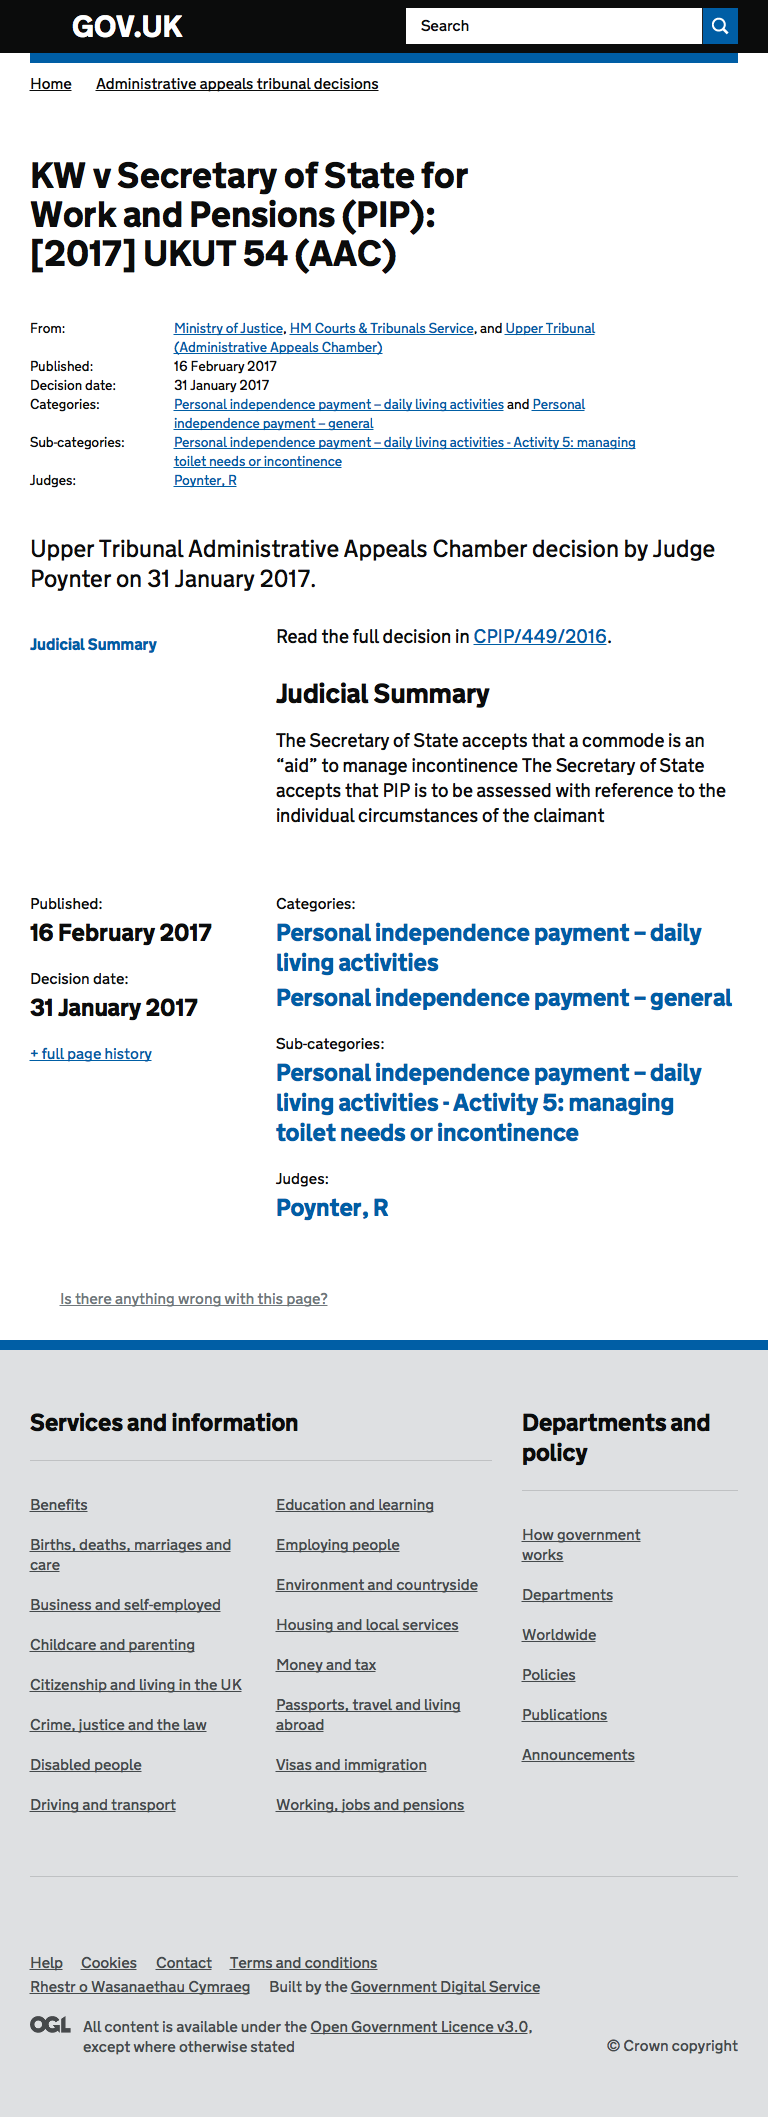 GOV.UK
Search
Home Administrative appeals tribunal decisions
KW v Secretary of State for
Work and Pensions (PIP):
[2017] UKUT 54 (AAC)
From: Ministry of Justice, HM Courts & Tribunals Service, and Upper Tribunal
(Administrative Appeals Chamber)
Published: 16 February 2017
Decision date: 31 January 2017
Categories: Personal independence payment – daily living activities and Personal
independence payment – general
Sub-categories: Personal independence payment – daily living activities - Activity 5: managing
toilet needs or incontinence
Judges: Poynter, R
Upper Tribunal Administrative Appeals Chamber decision by Judge
Poynter on 31 January 2017.
Judicial Summary
Read the full decision in CPIP/449/2016.
Judicial Summary
The Secretary of State accepts that a commode is an
“aid” to manage incontinence The Secretary of State
accepts that PIP is to be assessed with reference to the
individual circumstances of the claimant
Published:
16 February 2017
Decision date:
31 January 2017
+ full page history
Categories:
Personal independence payment – daily
living activities
Personal independence payment – general
Sub-categories:
Personal independence payment – daily
living activities - Activity 5: managing
toilet needs or incontinence
Judges:
Poynter, R
Is there anything wrong with this page?
Services and information
Benefits
Births, deaths, marriages and
care
Business and self-employed
Childcare and parenting
Citizenship and living in the UK
Crime, justice and the law
Disabled people
Driving and transport
Education and learning
Employing people
Environment and countryside
Housing and local services
Money and tax
Passports, travel and living
abroad
Visas and immigration
Working, jobs and pensions
Departments and
policy
How government
works
Departments
Worldwide
Policies
Publications
Announcements
Help Cookies Contact Terms and conditions
Rhestr o Wasanaethau Cymraeg Built by the Government Digital Service
OGL
All content is available under the Open Government Licence v3.0,
except where otherwise stated
© Crown copyright